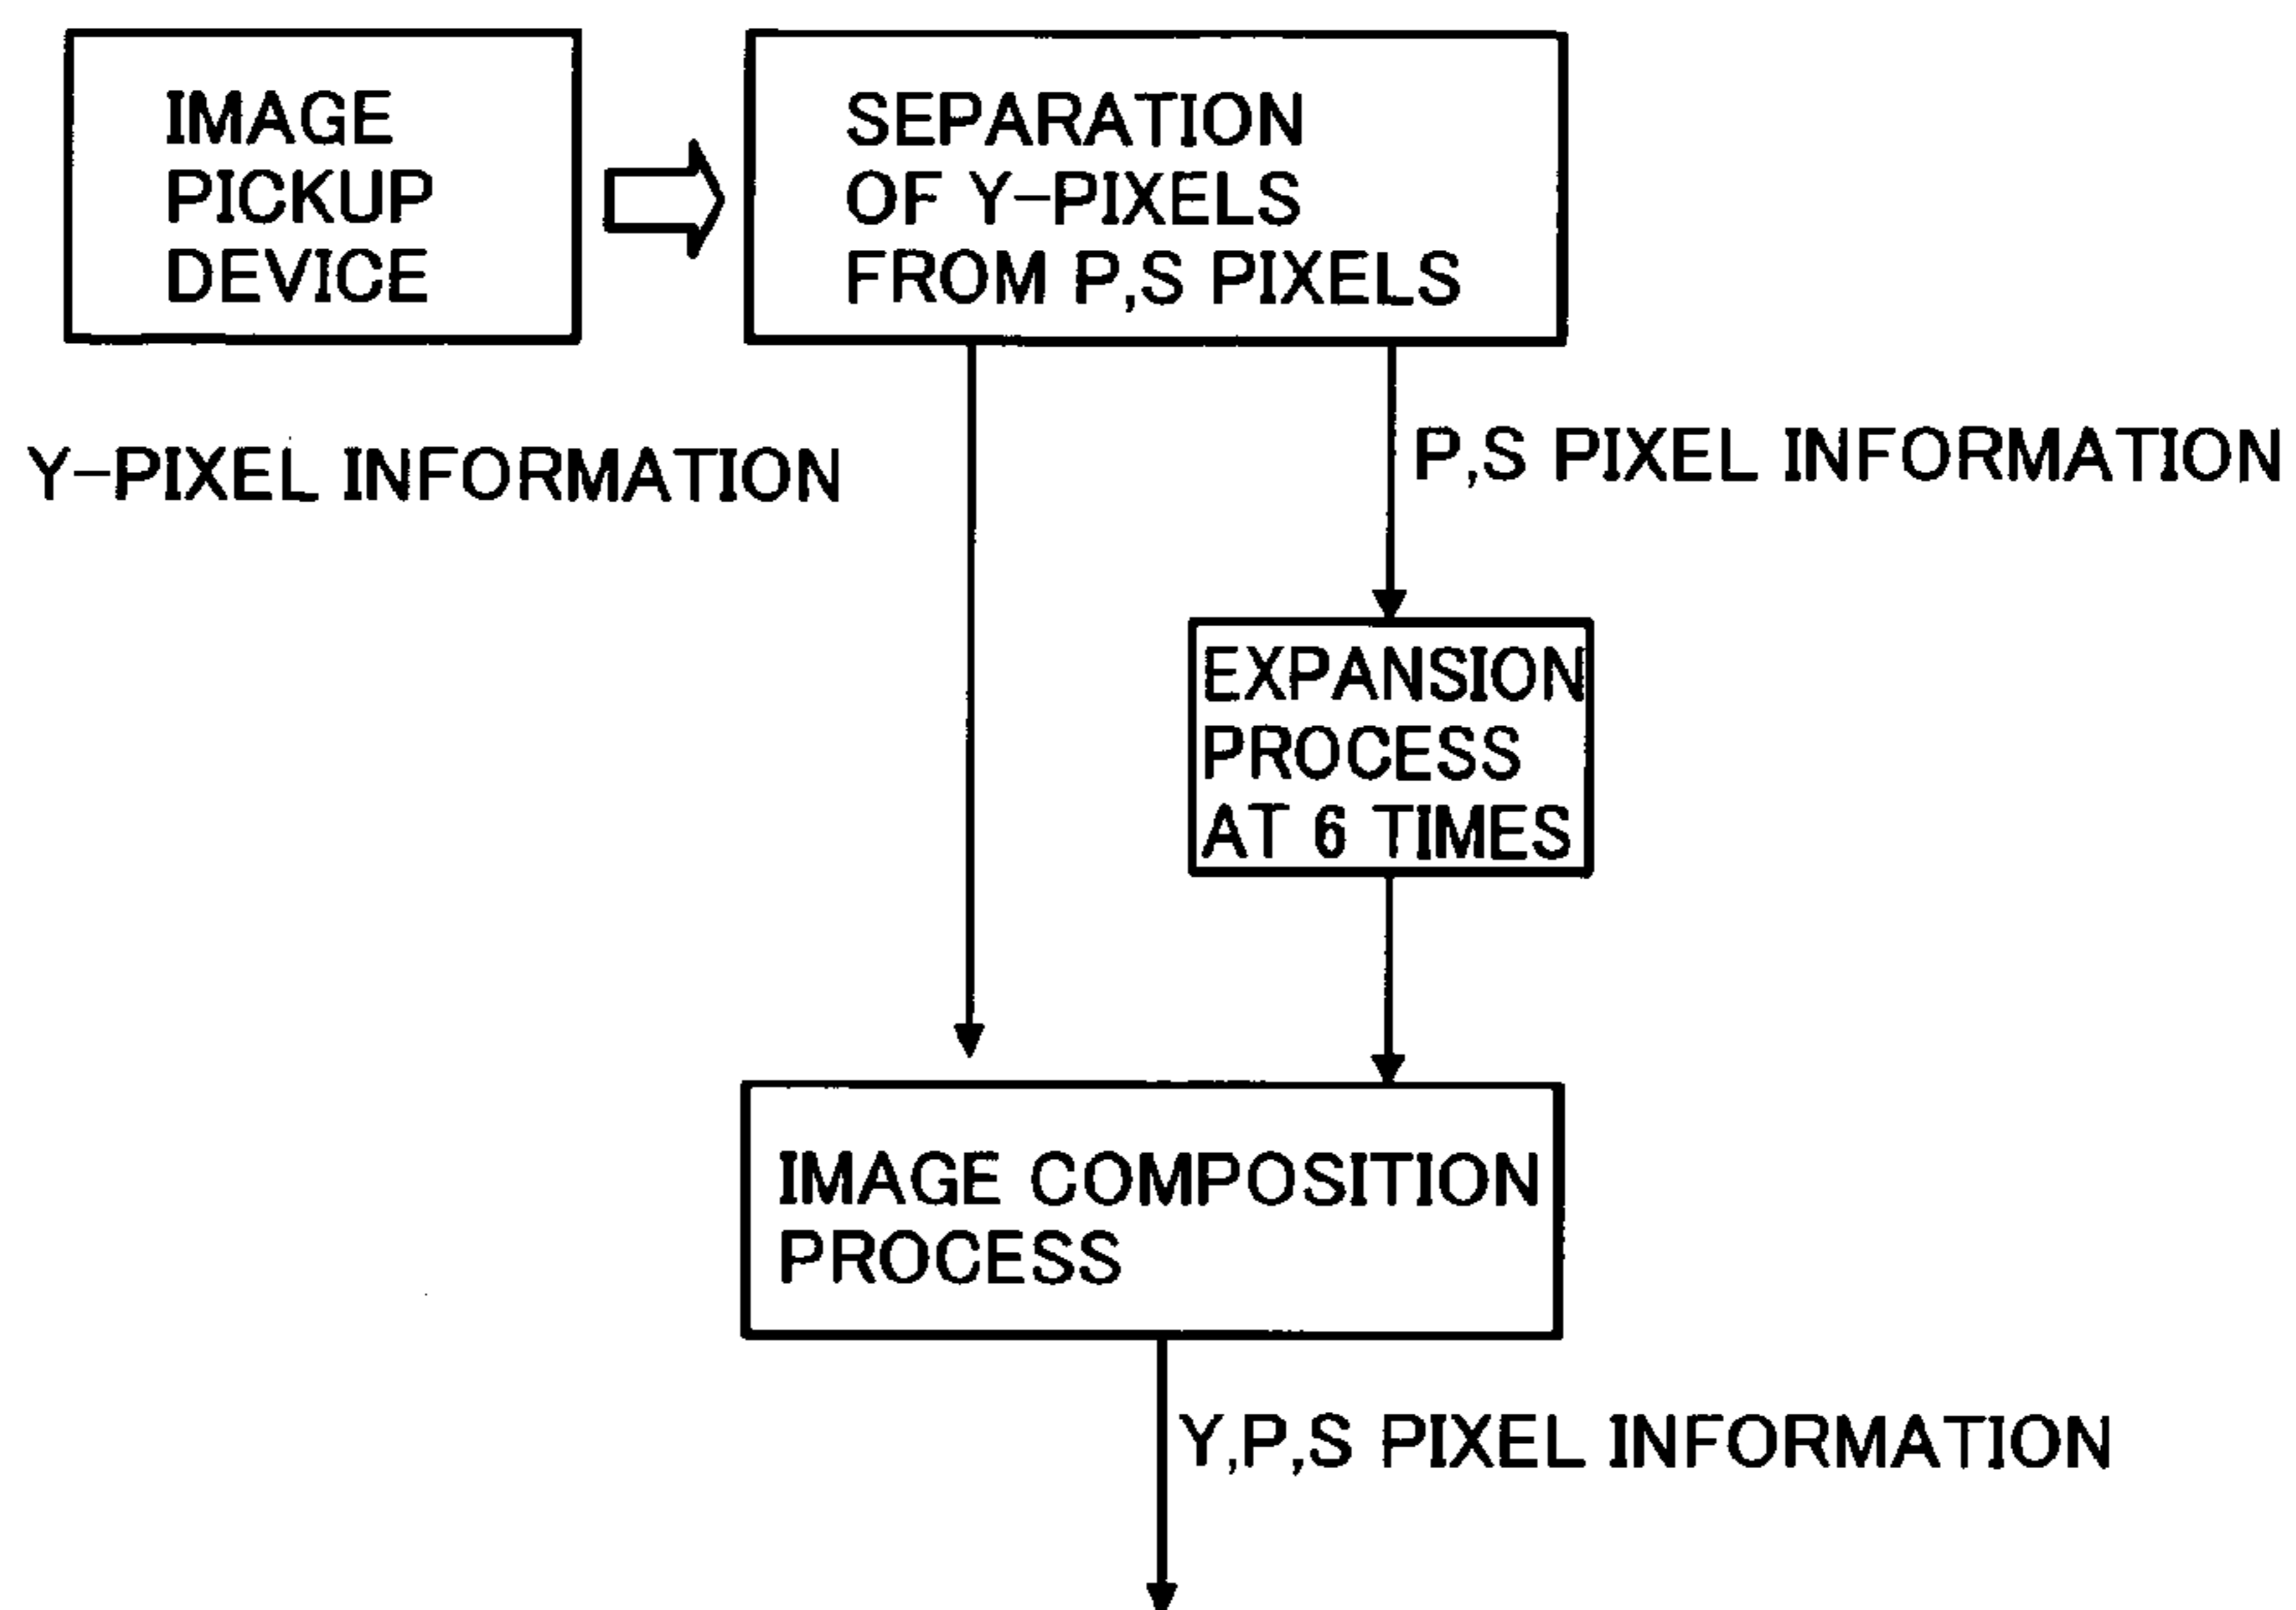 IMAGE
PICKUP
DEVICE
SEPARATION
OF Y-PIXELS
FROM P,S PIXELS
Y-PIXEL INFORMATION
P,S PIXEL INFORMATION
EXPANSION
PROCESS
AT 6 TIMES
IMAGE COMPOSITION
PROCESS
Y,P,S PIXEL INFORMATION